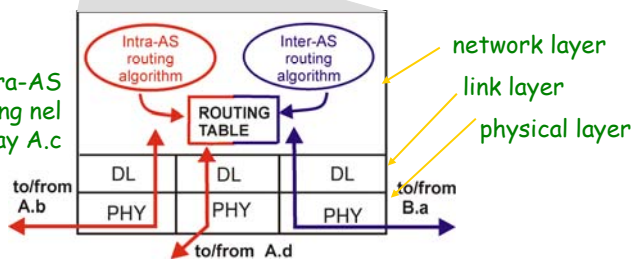 Intra-AS
routing
algorithm
Inter-AS
routing
algorithm
network layer
ra-AS
ng nel
ay A.c
ROUTING
TABLE
link layer
physical layer
DL
DL
DL
to/from
A.b
PHY
PHY
PHY
to/from
B.a
to/from A.d